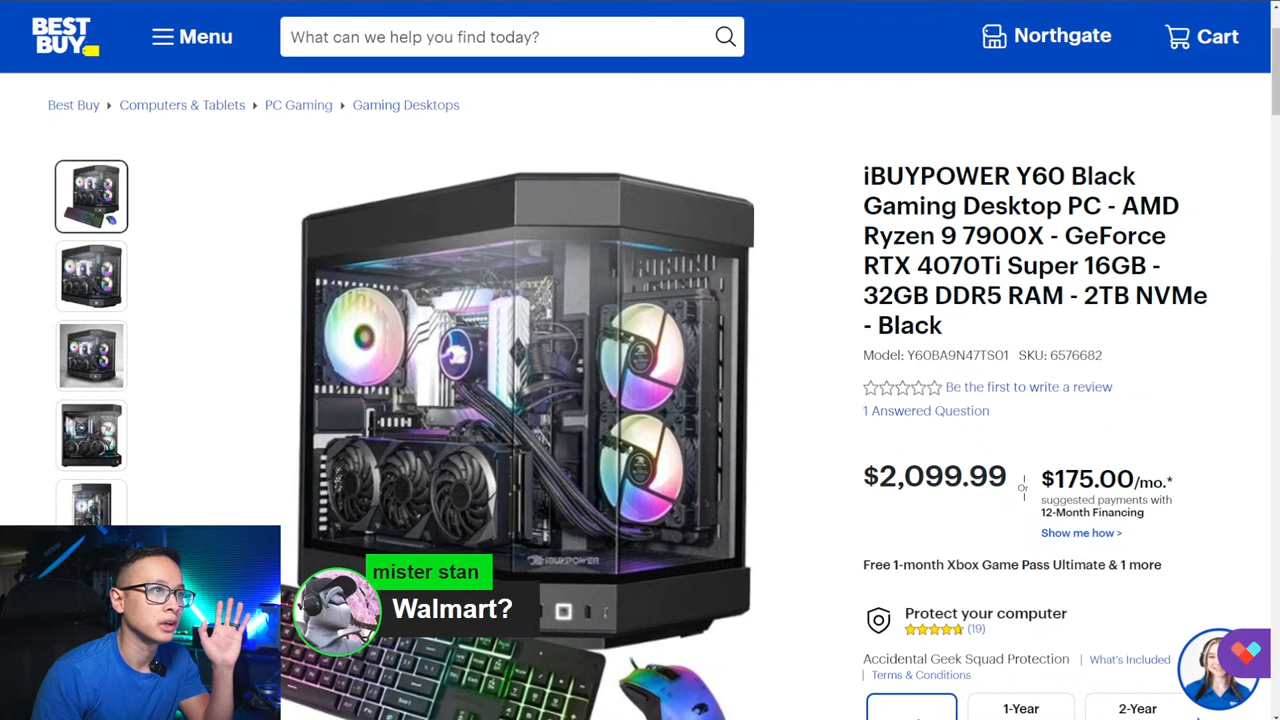 BEST
BUY
Menu
What can we help you find today?
Northgate
Cart
Best Buy
Computers & Tablets
PC Gaming
Gaming Desktops
iBUYPOWER Y60 Black
Gaming Desktop PC - AMD
Ryzen 9 7900X - GeForce
RTX 4070Ti Super 16GB -
32GB DDR5 RAM - 2TB NVMe
- Black
Model: Y60BA9N47TS01 SKU: 6576682
Be the first to write a review
1 Answered Question
$2,099.99
Or
$175.00/mo.*
suggested payments with
12-Month Financing
Show me how >
Free 1-month Xbox Game Pass Ultimate & 1 more
Protect your computer
(19)
Accidental Geek Squad Protection | What's Included
| Terms & Conditions
1-Year
2-Year
iBUYPOWER
mister stan
Walmart?